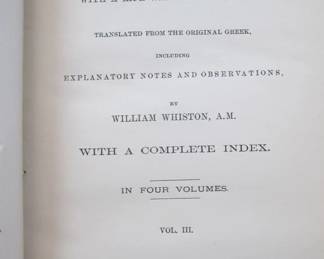 WITH A
TRANSLATED FROM THE ORIGINAL GREEK,
INCLUDING
EXPLANATORY NOTES AND OBSERVATIONS,
BY
WILLIAM WHISTON, A.M.
WITH A COMPLETE INDEX.
IN FOUR VOLUMES.
VOL. III.